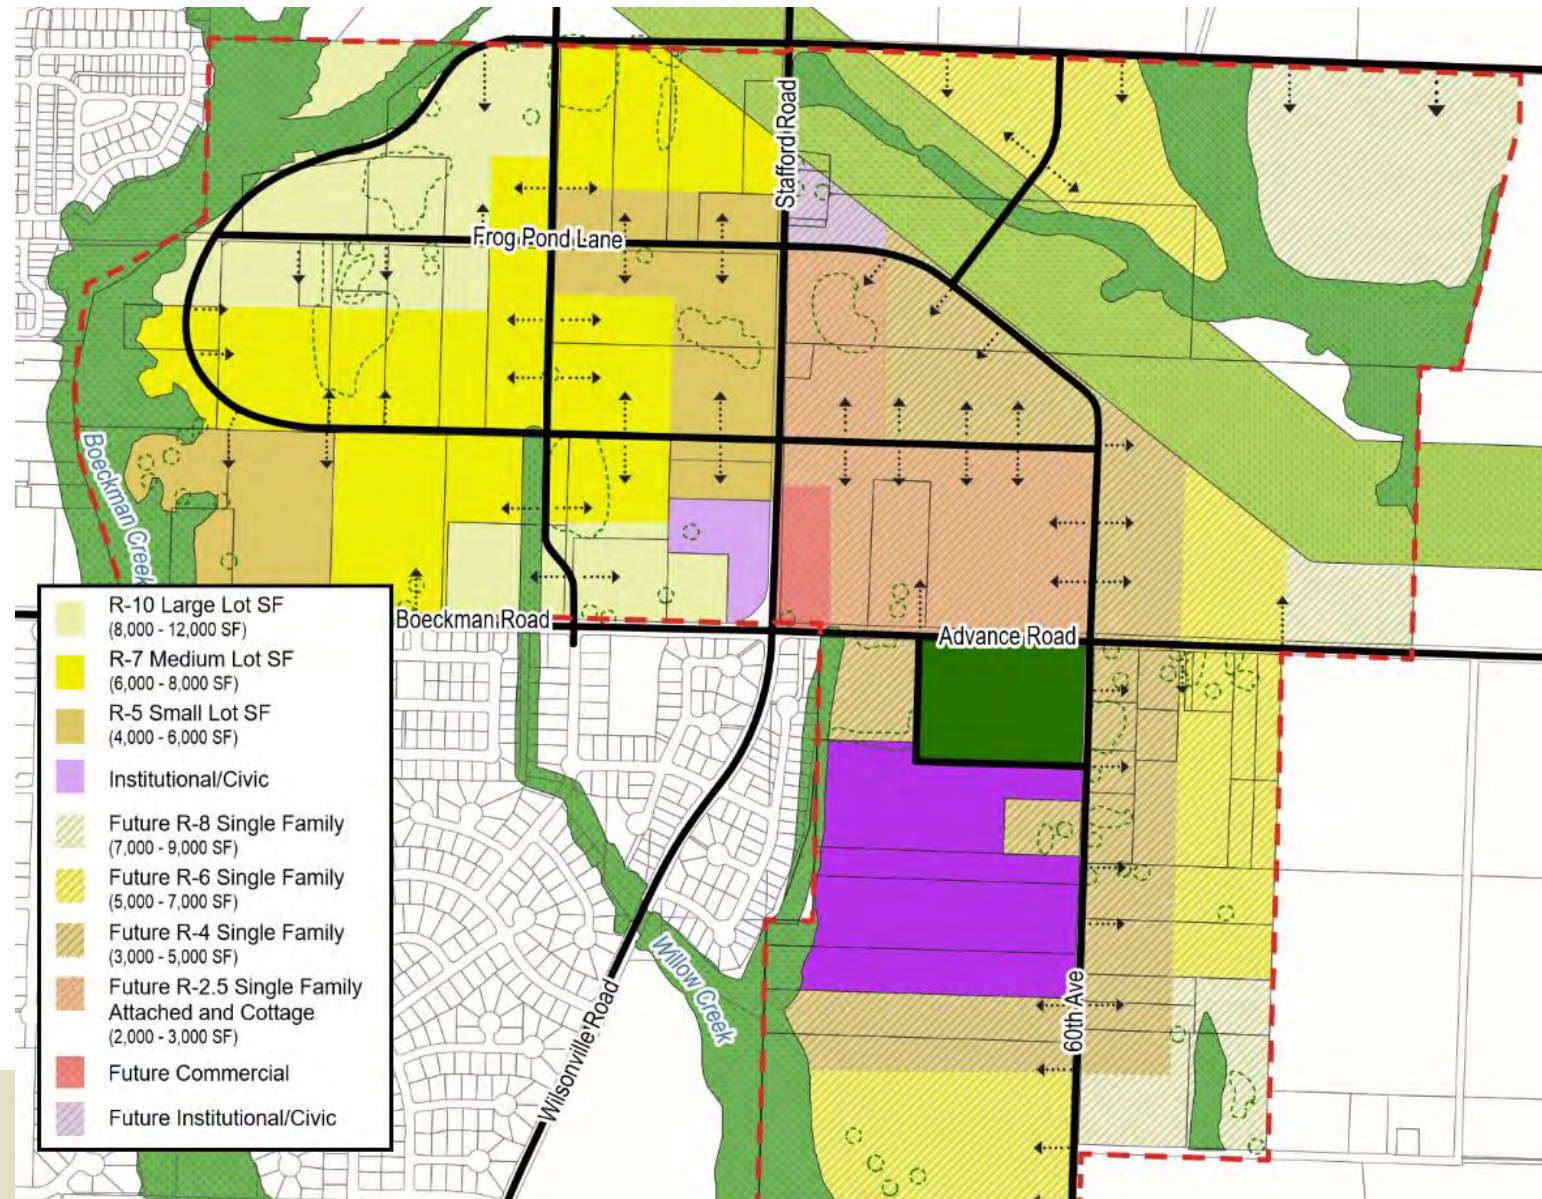 Stafford Road
Frog Pond Lane
Boeckman Creek
Boeckman Road
Advance Road
Willow Creek
Wilsonville Road
60th Ave
R-10 Large Lot SF
(8,000 - 12,000 SF)
R-7 Medium Lot SF
(6,000 - 8,000 SF)
R-5 Small Lot SF
(4,000 - 6,000 SF)
Institutional/Civic
Future R-8 Single Family
(7,000 - 9,000 SF)
Future R-6 Single Family
(5,000 - 7,000 SF)
Future R-4 Single Family
(3,000 - 5,000 SF)
Future R-2.5 Single Family
Attached and Cottage
(2,000 - 3,000 SF)
Future Commercial
Future Institutional/Civic